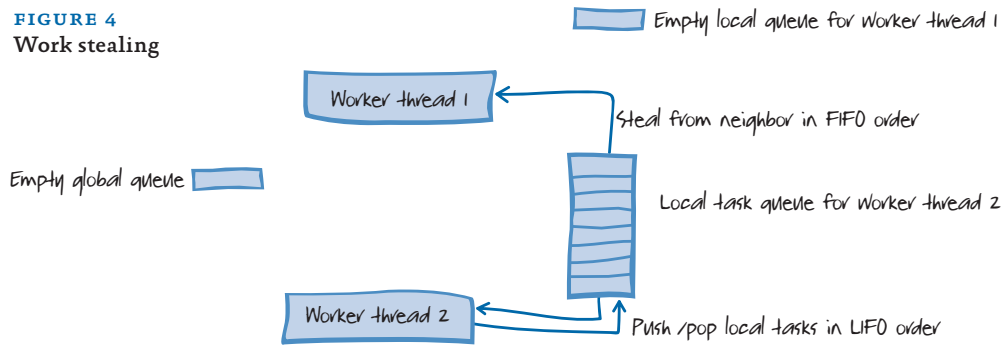 FIGURE 4
Work stealing
Empty local queue for Worker thread 1
Worker thread 1
Steal from neighbor in FIFO order
Empty global queue
Local task queue for Worker thread 2
Worker thread 2
Push /pop local tasks in LIFO order